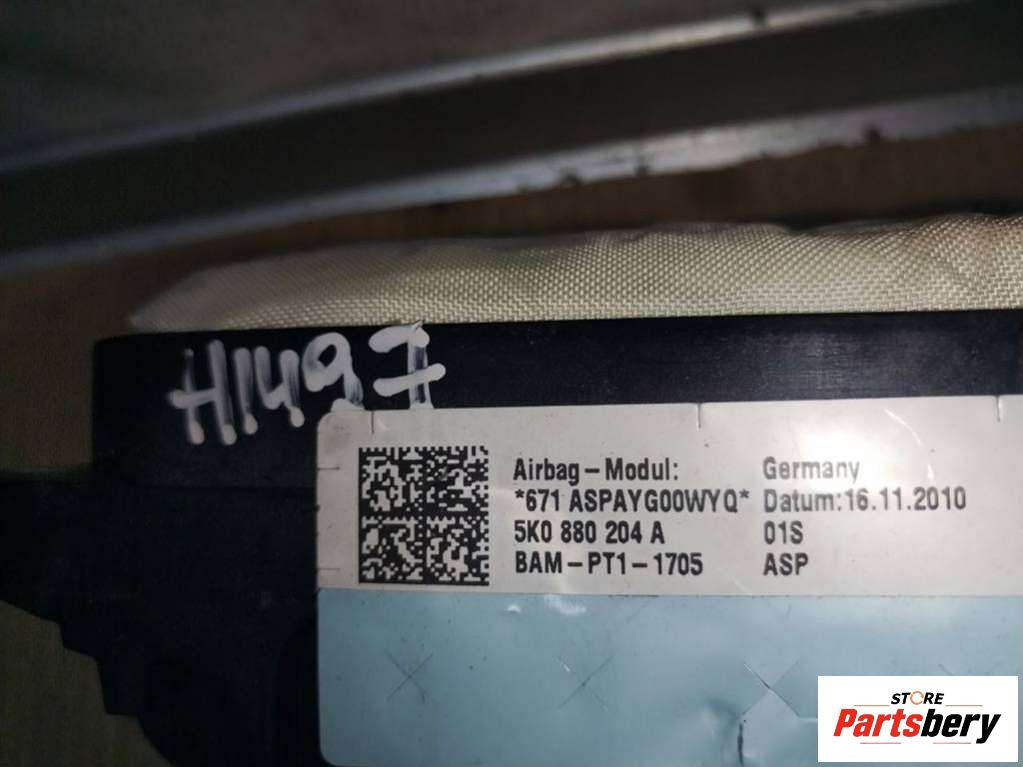 H1497
Airbag-Modul: Germany
*671 ASPAYG00WYQ* Datum:16.11.2010
5K0 880 204 A 01S
BAM-PT1-1705 ASP
STORE
Partsbery